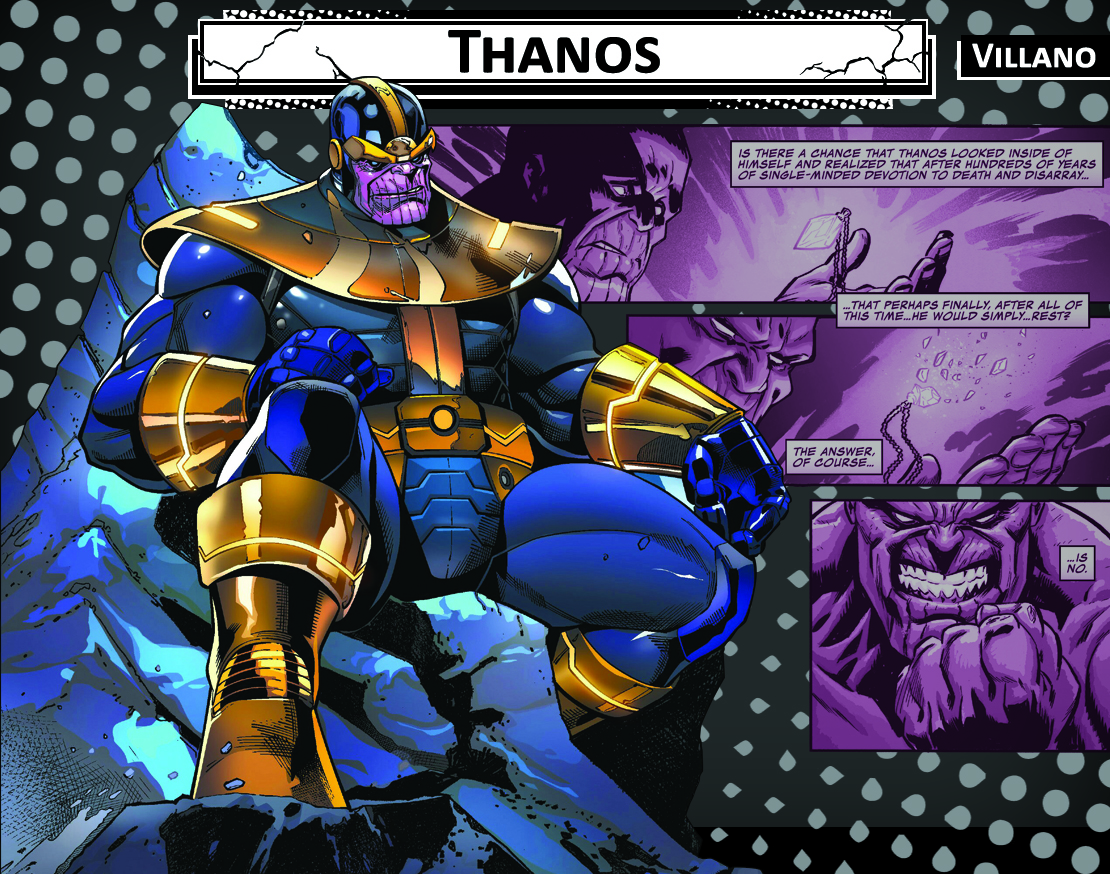 THANOS
VILLANO
IS THERE A CHANCE THAT THANOS LOOKED INSIDE OF
HIMSELF AND REALIZED THAT AFTER HUNDREDS OF YEARS
OF SINGLE-MINDED DEVOTION TO DEATH AND DISARRAY...
...THAT PERHAPS FINALLY, AFTER ALL OF
THIS TIME...HE WOULD SIMPLY...REST?
THE ANSWER,
OF COURSE...
...IS
NO.